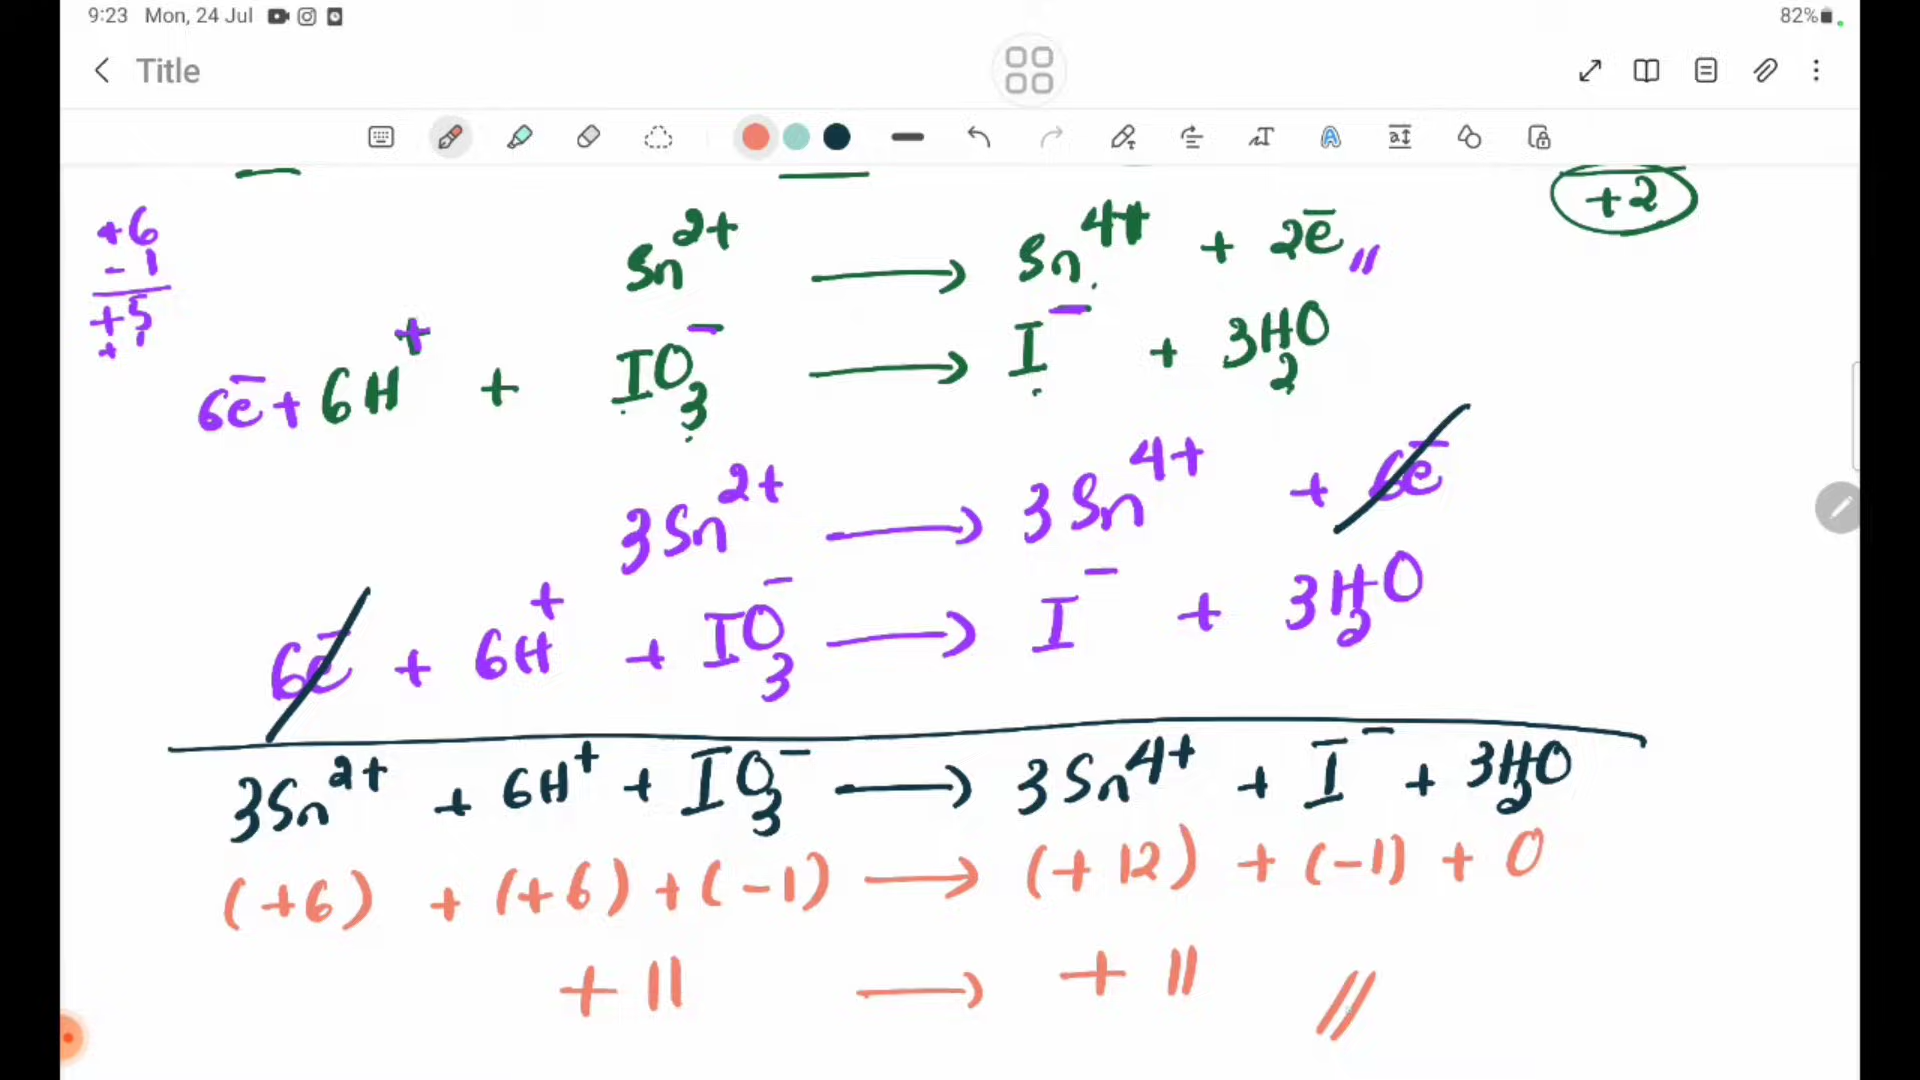 9:23 Mon, 24 Jul 82%
Title
+2
+6
- 1
+5
+1
Sn²⁺ ⟶ Sn⁴⁺ + 2e⁻ //
6e⁻ + 6H⁺ + IO₃⁻ ⟶ I⁻ + 3H₂O
3Sn²⁺ ⟶ 3Sn⁴⁺ + 6e⁻
6e⁻ + 6H⁺ + IO₃⁻ ⟶ I⁻ + 3H₂O
3Sn²⁺ + 6H⁺ + IO₃⁻ ⟶ 3Sn⁴⁺ + I⁻ + 3H₂O
(+6) + (+6) + (-1) ⟶ (+12) + (-1) + 0
+ 11 ⟶ + 11 //